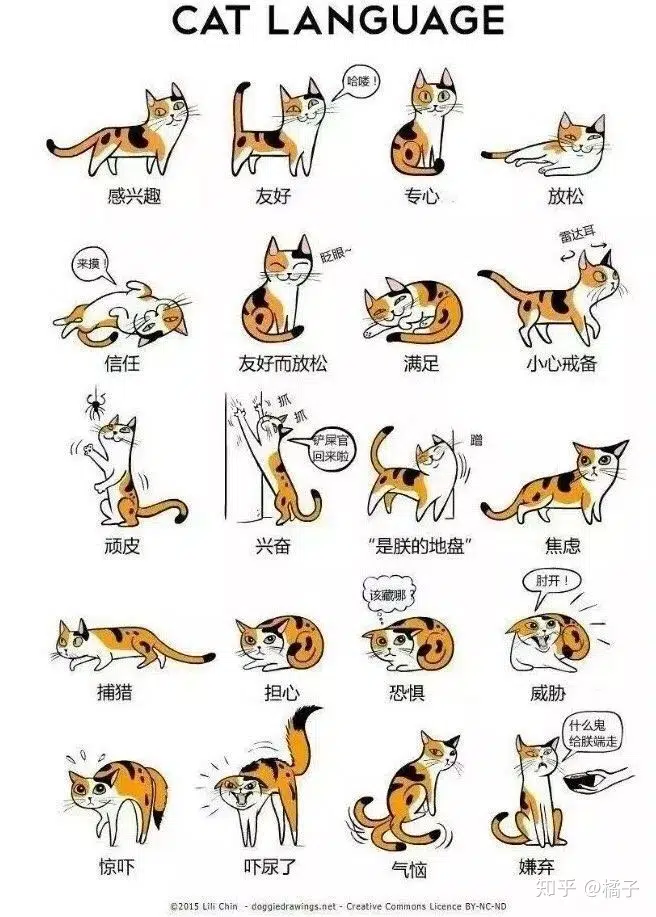 CAT LANGUAGE
哈喽！
感兴趣
友好
专心
放松
来摸！
眨眼~
雷达耳
信任
友好而放松
满足
小心戒备
抓
抓
铲屎官
回来啦
蹭
顽皮
兴奋
“是朕的地盘”
焦虑
该藏哪？
肘开！
捕猎
担心
恐惧
威胁
什么鬼
给朕端走
惊吓
吓尿了
气恼
嫌弃
知乎 @橘子
©2015 Lili Chin - doggiedrawings.net - Creative Commons Licence BY-NC-ND